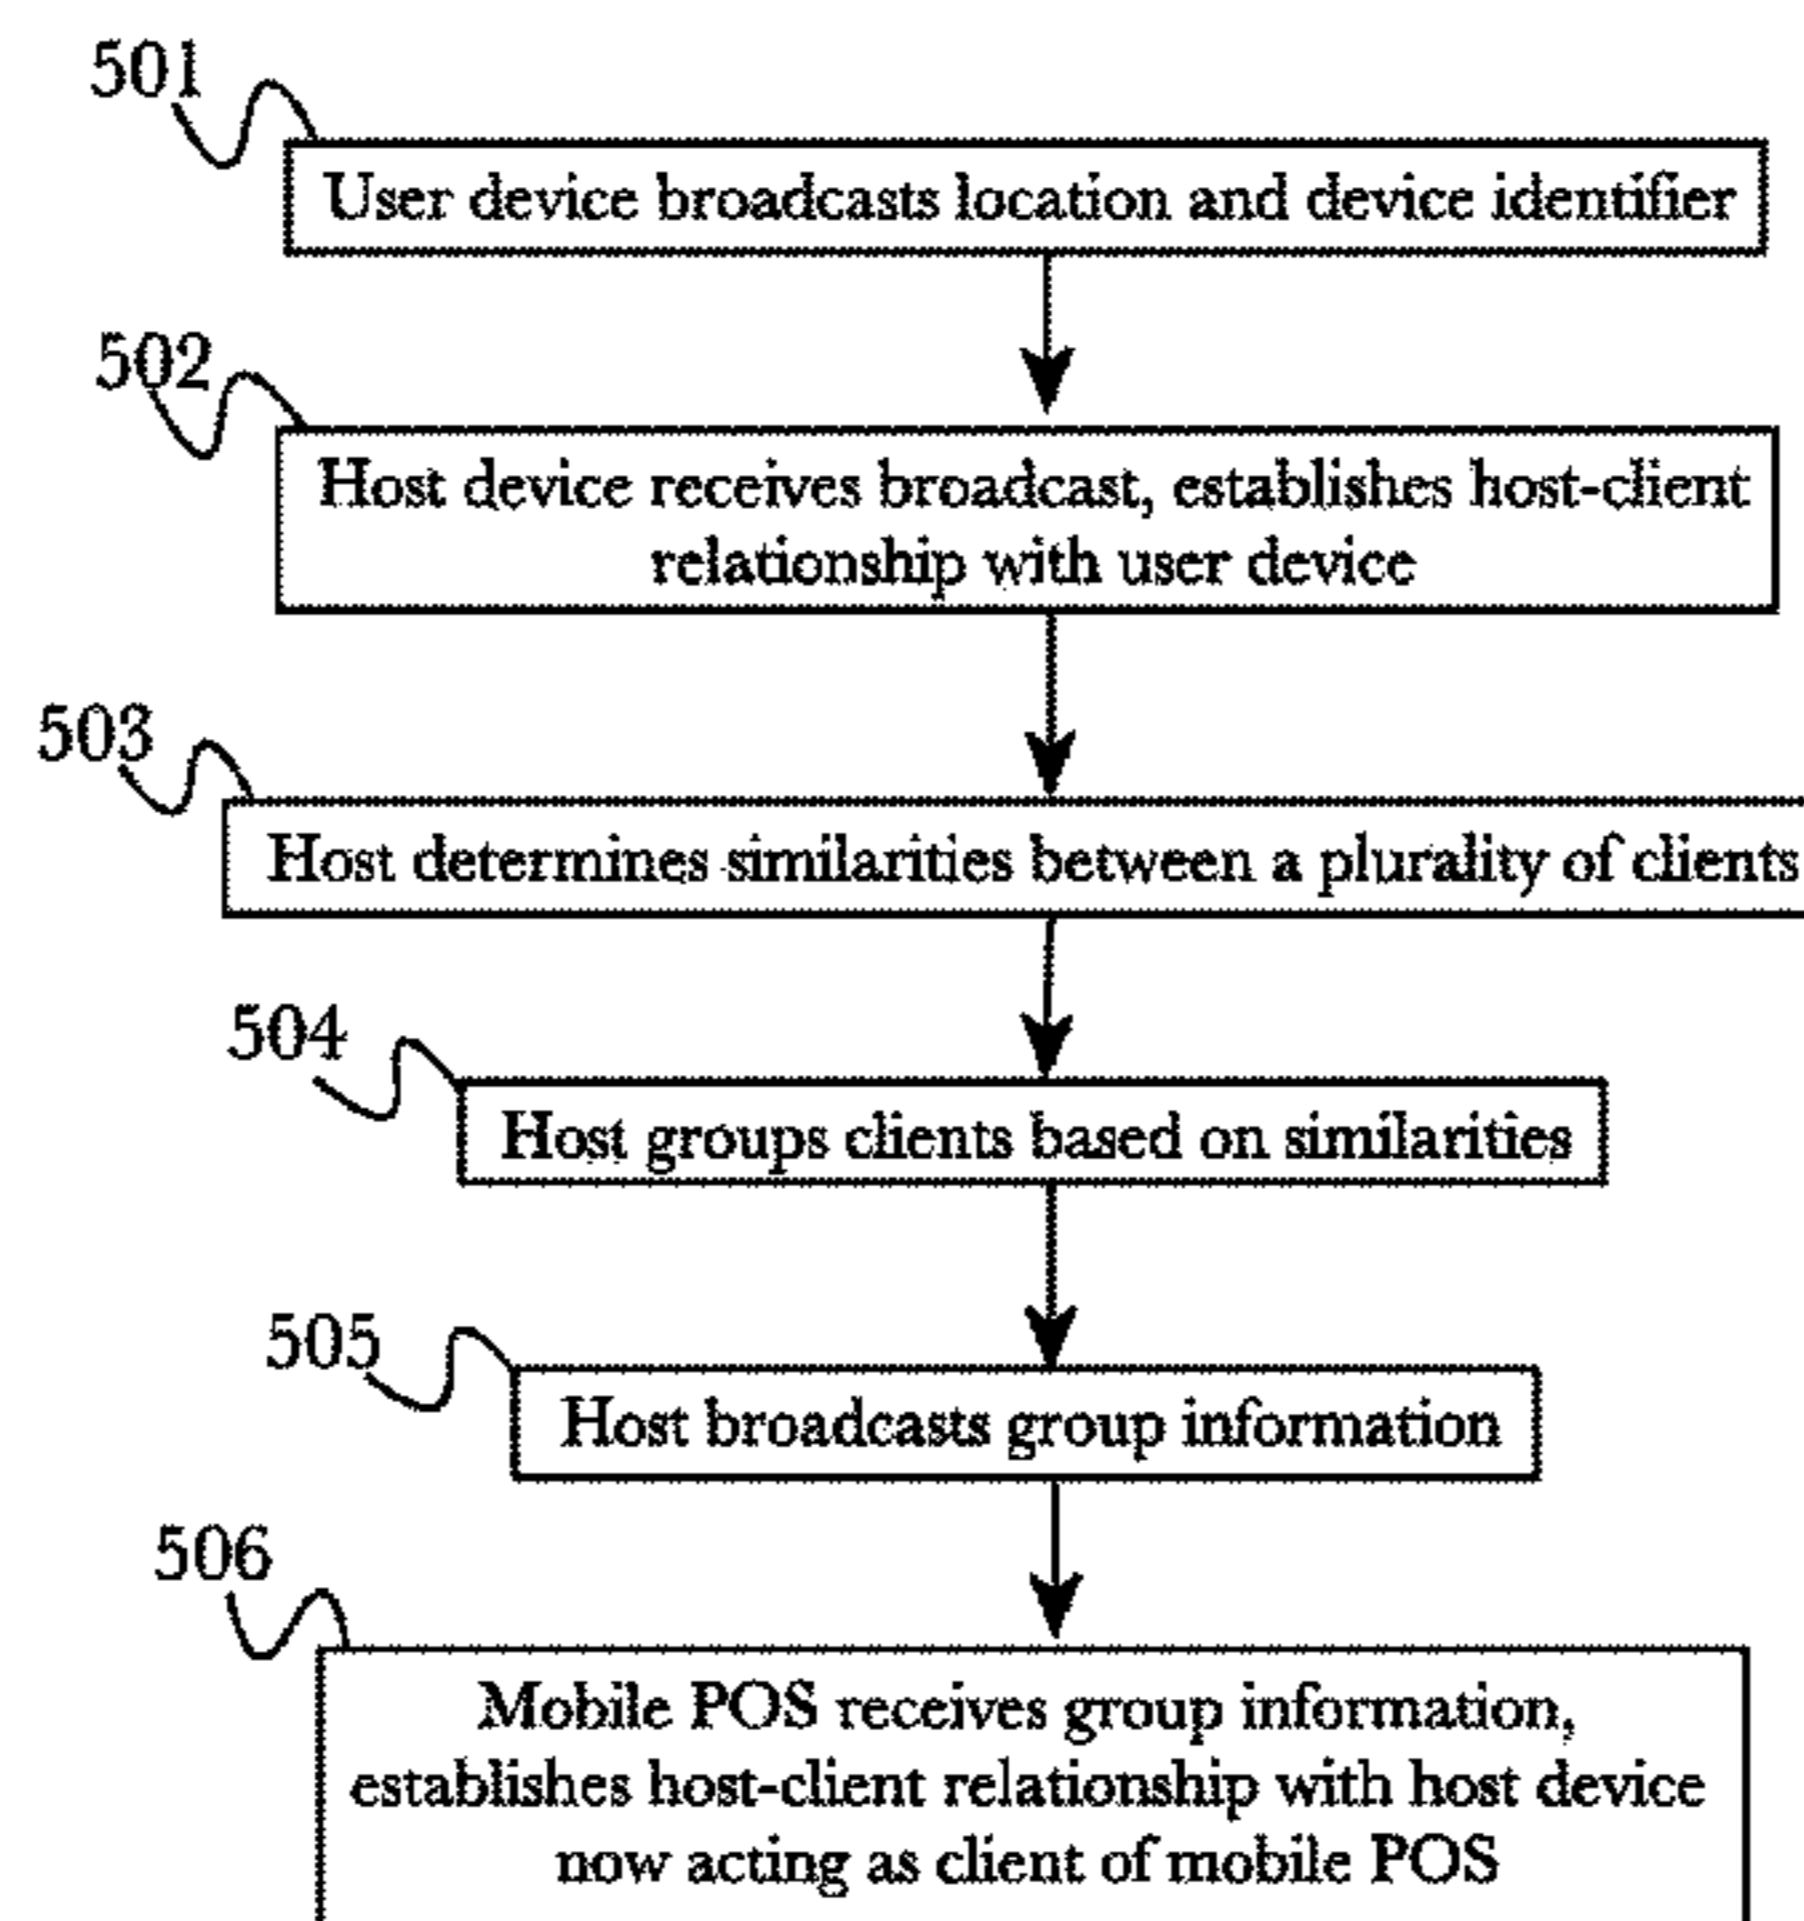 501
User device broadcasts location and device identifier
502
Host device receives broadcast, establishes host-client
relationship with user device
503
Host determines similarities between a plurality of clients
504
Host groups clients based on similarities
505
Host broadcasts group information
506
Mobile POS receives group information,
establishes host-client relationship with host device
now acting as client of mobile POS